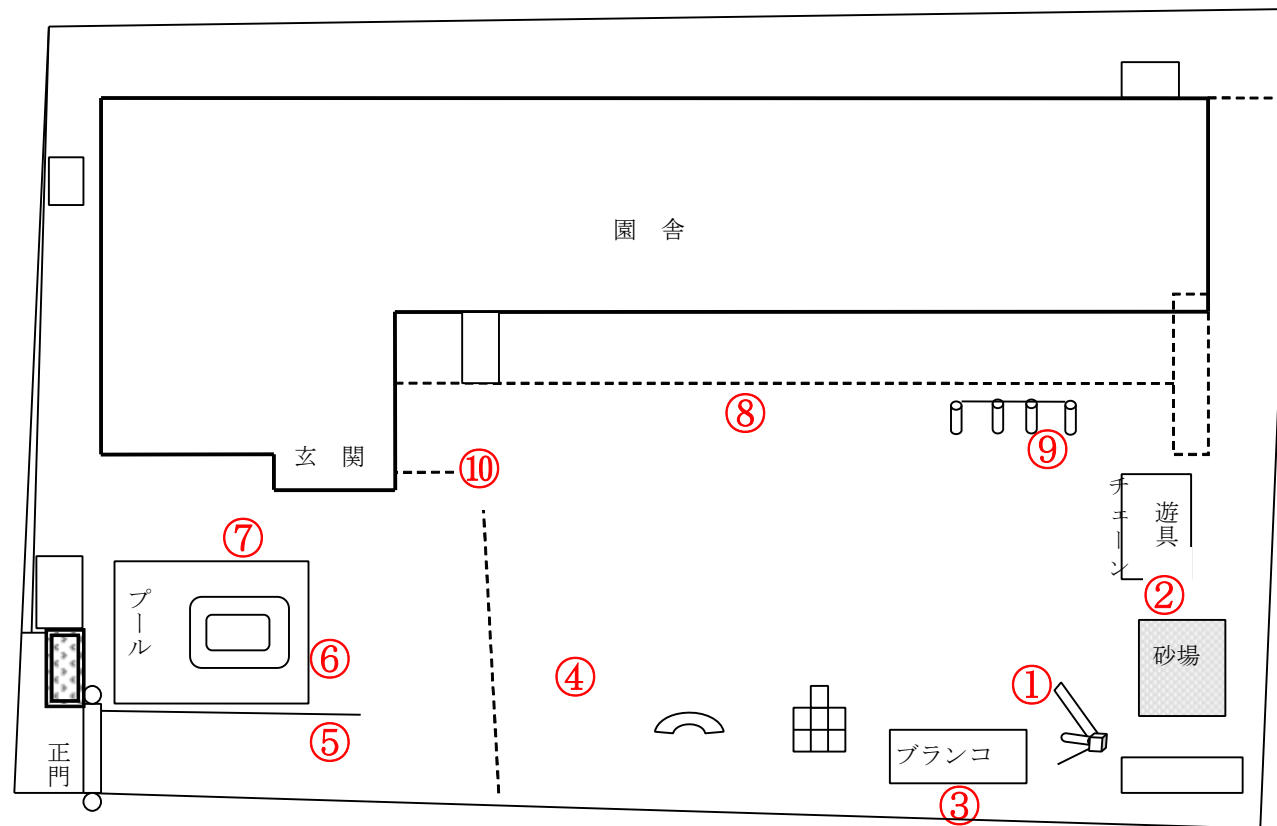 園　舎
⑧
⑨
玄　関
⑩
チェーン
遊具
⑦
②
プール
⑥
④
①
砂場
⑤
正門
ブランコ
③